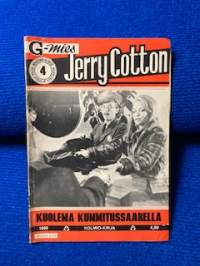 G-mies
Jerry Cotton
4
KUOLEMA KUMMITUSSAARELLA
KOLMIO-KIRJA